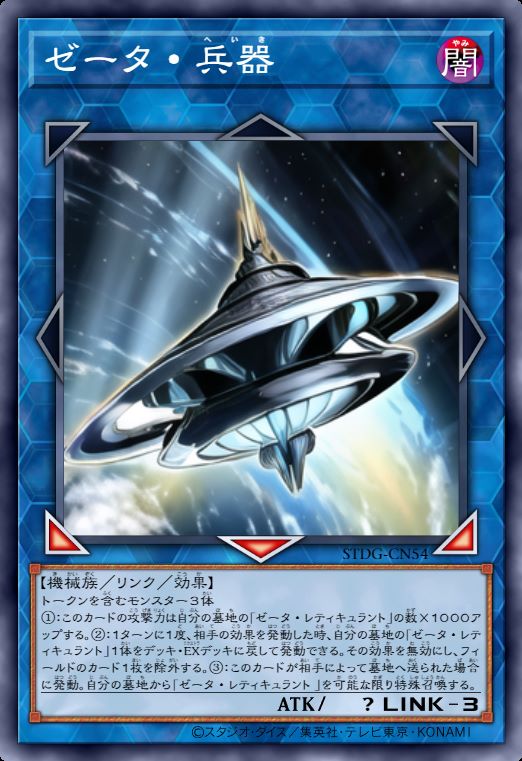 ゼータ・兵器
へいき
闇
やみ
STDG-CN54
【機械族／リンク／効果】
トークンを含むモンスター３体
①：このカードの攻撃力は自分の墓地の「ゼータ・レティキュラント」の数×1000ア
ップする。②：1ターンに1度、相手の効果を発動した時、自分の墓地の「ゼータ・レ
ティキュラント」1体をデッキ・EXデッキに戻して発動できる。その効果を無効にし、フィ
ールドのカード1枚を除外する。③：このカードが相手によって墓地へ送られた場合
に発動。自分の墓地から「ゼータ・レティキュラント 」を可能な限り特殊召喚する。
ATK/ ? LINK-3
©スタジオ・ダイス／集英社・テレビ東京・KONAMI